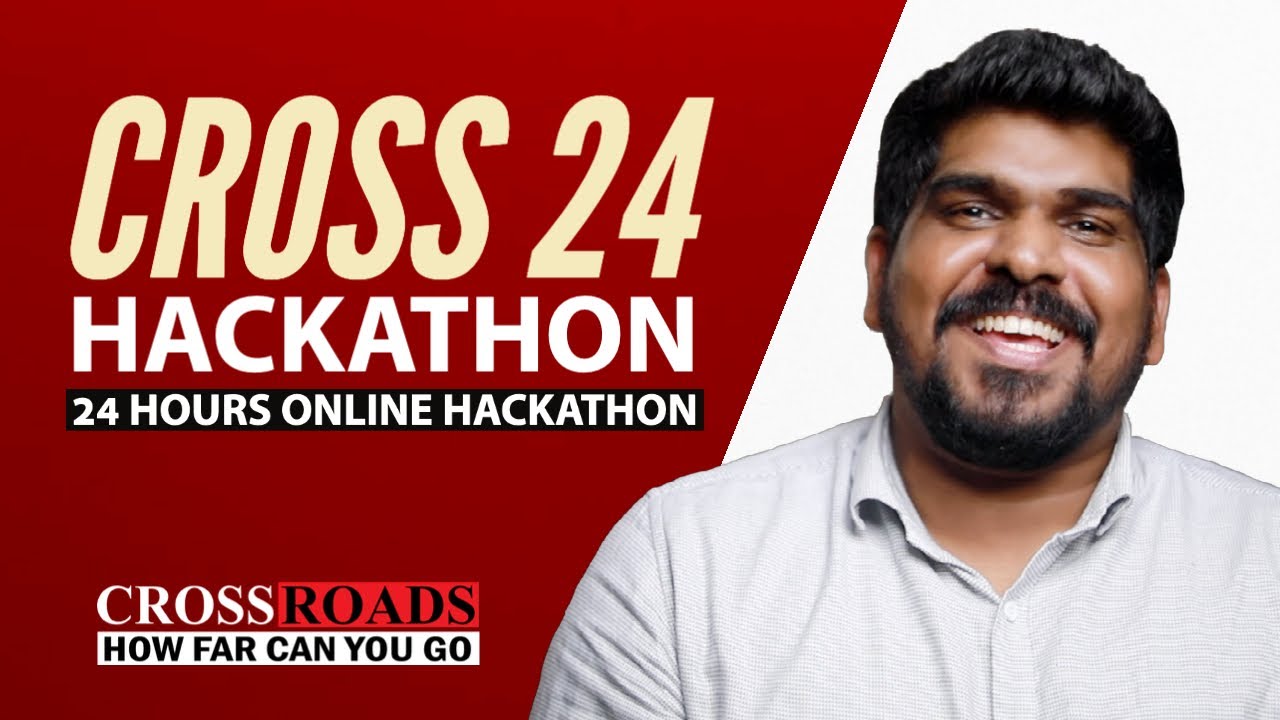 CROSS 24
HACKATHON
24 HOURS ONLINE HACKATHON
CROSSROADS
HOW FAR CAN YOU GO